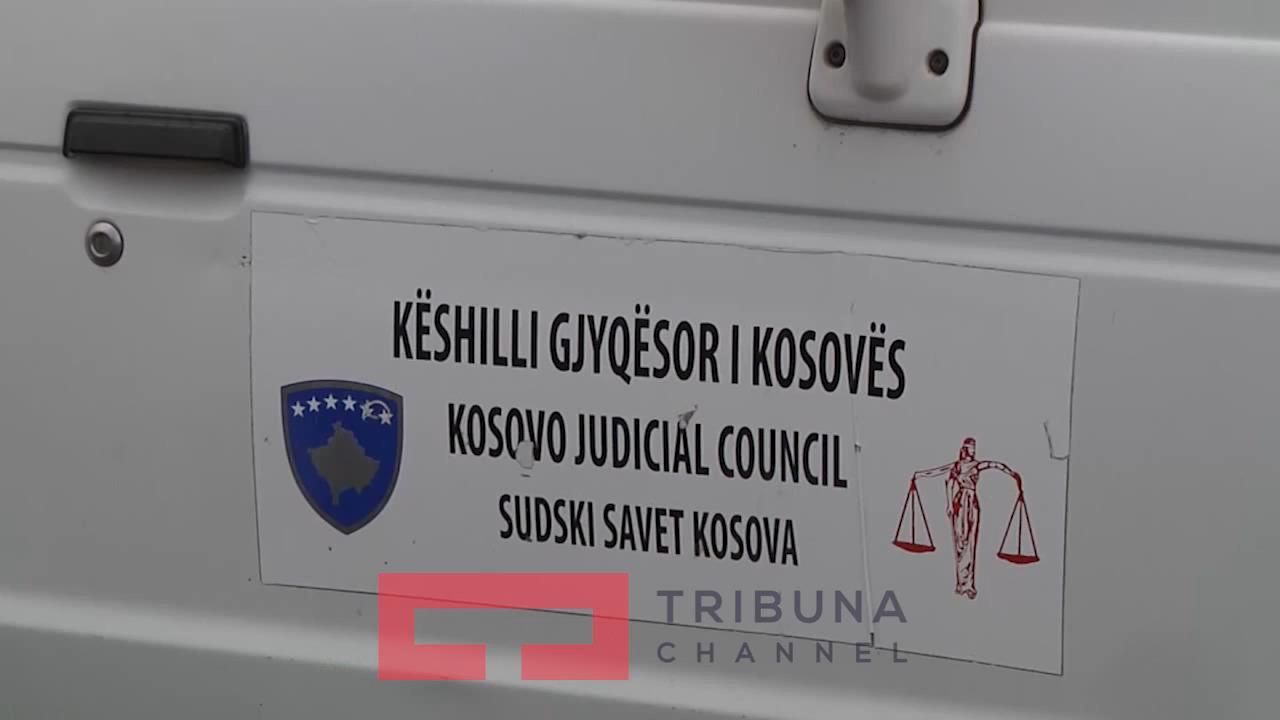 KËSHILLI GJYQËSOR I KOSOVËS
KOSOVO JUDICIAL COUNCIL
SUDSKI SAVET KOSOVA
TRIBUNA
CHANNEL